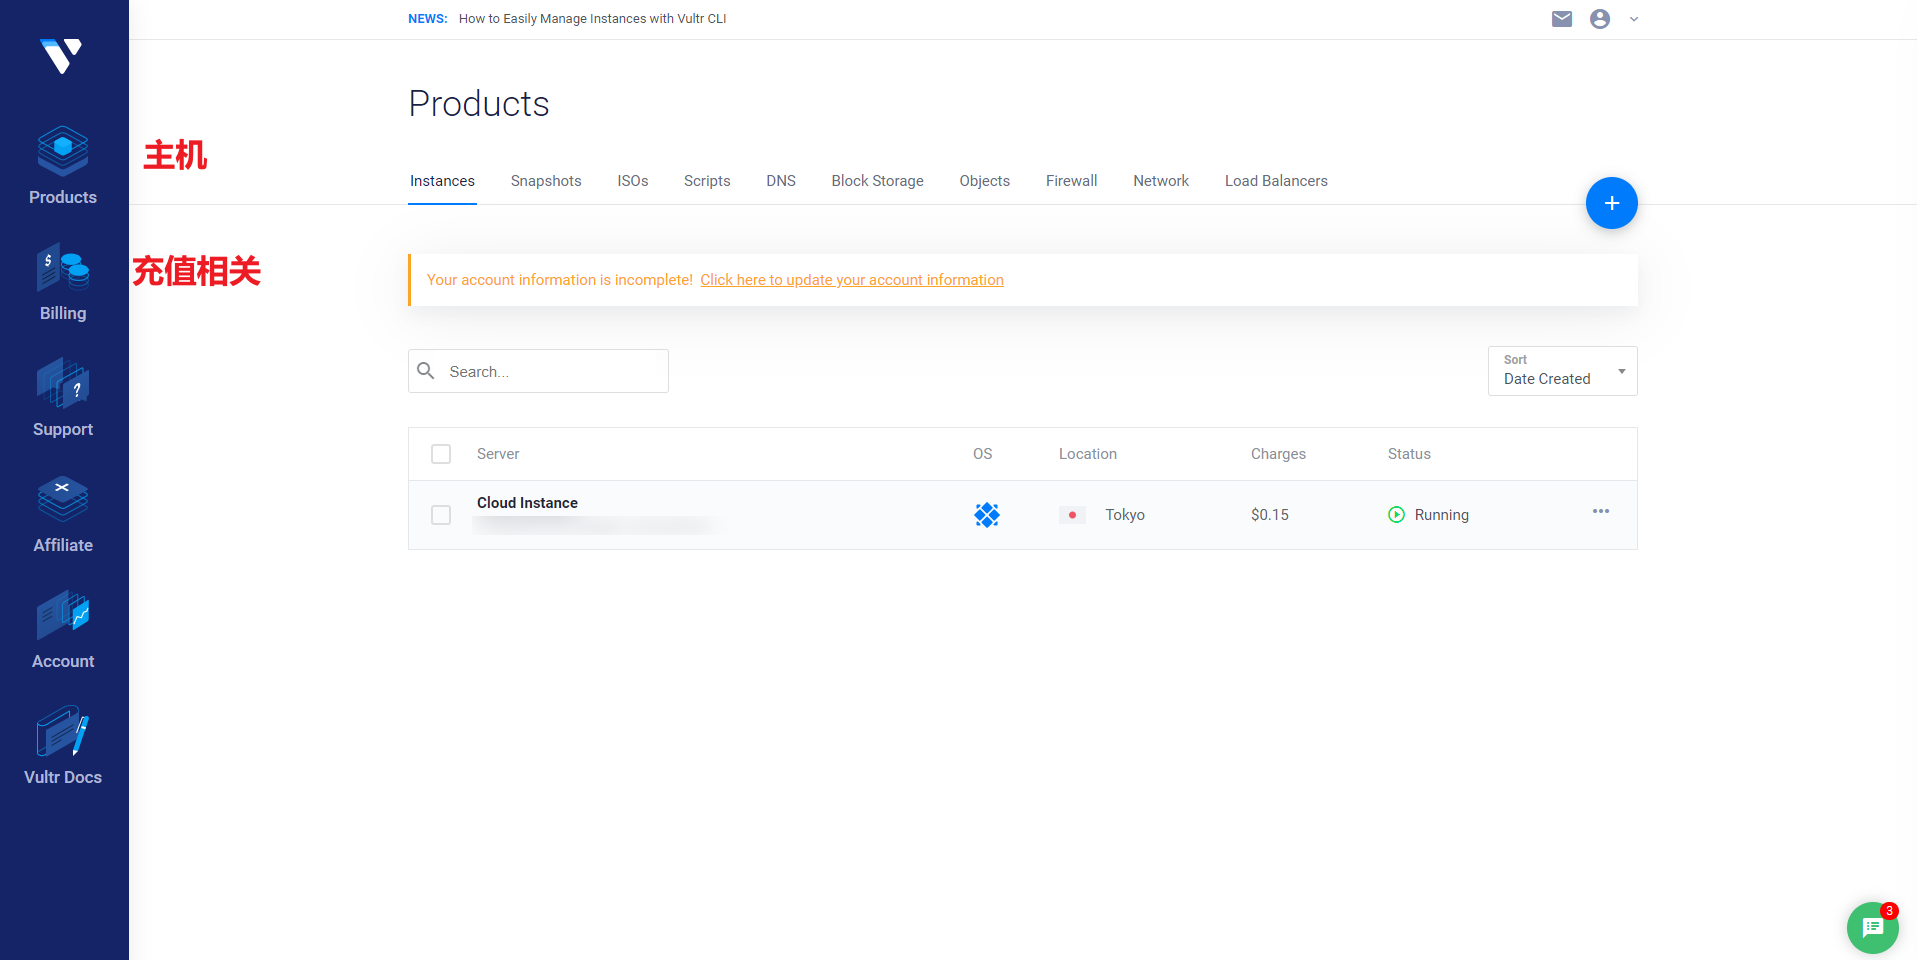 NEWS: How to Easily Manage Instances with Vultr CLI
Products
主机
Products
Instances Snapshots ISOs Scripts DNS Block Storage Objects Firewall Network Load Balancers
+
充值相关
Billing
Your account information is incomplete! Click here to update your account information
Support
Search...
Sort
Date Created
Server OS Location Charges Status
Cloud Instance
Tokyo $0.15 Running
Affiliate
Account
Vultr Docs
3